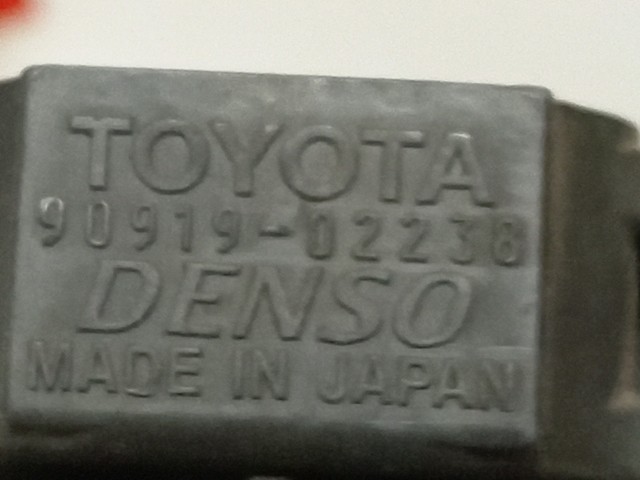 TOYOTA
90919-02238
DENSO
MADE IN JAPAN